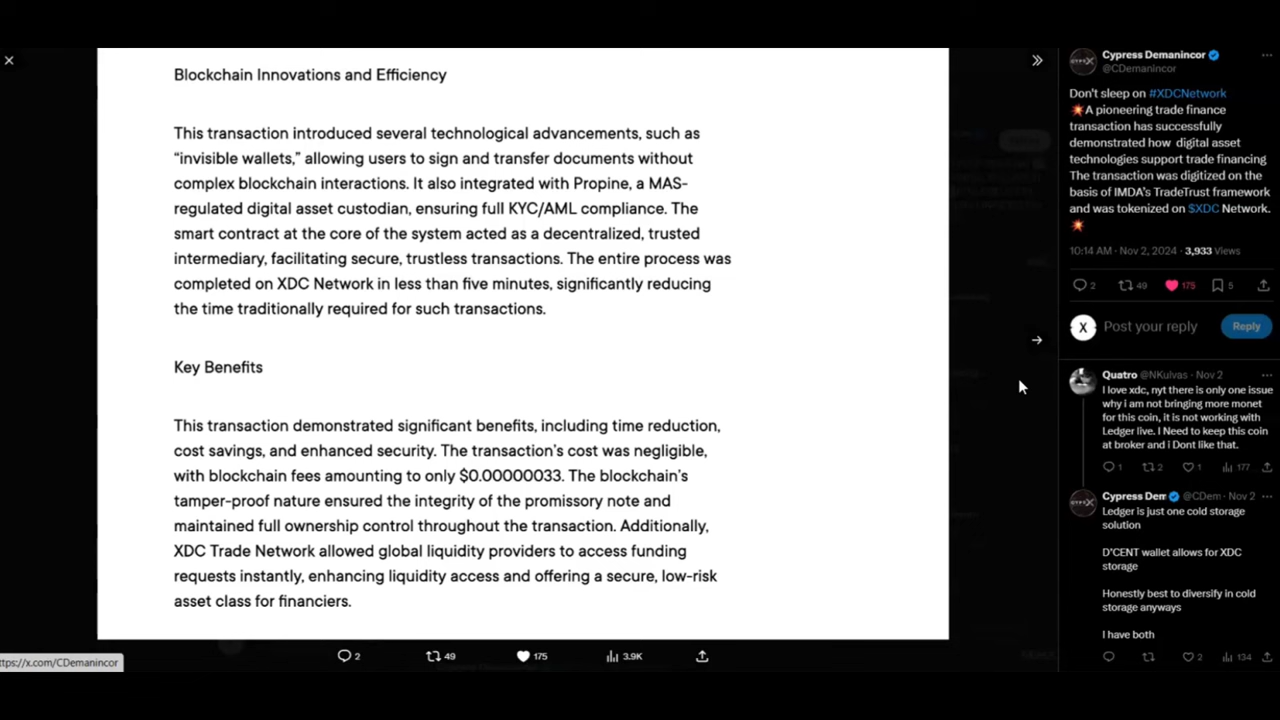 Blockchain Innovations and Efficiency
This transaction introduced several technological advancements, such as
“invisible wallets,” allowing users to sign and transfer documents without
complex blockchain interactions. It also integrated with Propine, a MAS-
regulated digital asset custodian, ensuring full KYC/AML compliance. The
smart contract at the core of the system acted as a decentralized, trusted
intermediary, facilitating secure, trustless transactions. The entire process was
completed on XDC Network in less than five minutes, significantly reducing
the time traditionally required for such transactions.
Key Benefits
This transaction demonstrated significant benefits, including time reduction,
cost savings, and enhanced security. The transaction’s cost was negligible,
with blockchain fees amounting to only $0.00000033. The blockchain’s
tamper-proof nature ensured the integrity of the promissory note and
maintained full ownership control throughout the transaction. Additionally,
XDC Trade Network allowed global liquidity providers to access funding
requests instantly, enhancing liquidity access and offering a secure, low-risk
asset class for financiers.
2 49 175 3.9K
ttps://x.com/CDemanincor
Cypress Demanincor
@CDemanincor
Don't sleep on #XDCNetwork
A pioneering trade finance
transaction has successfully
demonstrated how digital asset
technologies support trade financing
The transaction was digitized on the
basis of IMDA's TradeTrust framework
and was tokenized on $XDC Network.
10:14 AM · Nov 2, 2024 · 3,933 Views
2 49 175 5
X Post your reply Reply
Quatro @NKulvas · Nov 2
I love xdc, nyt there is only one issue
why i am not bringing more monet
for this coin, it is not working with
Ledger live. I Need to keep this coin
at broker and i Dont like that.
1 2 1 177
Cypress Dem @CDem · Nov 2
Ledger is just one cold storage
solution
D'CENT wallet allows for XDC
storage
Honestly best to diversify in cold
storage anyways
I have both
2 134